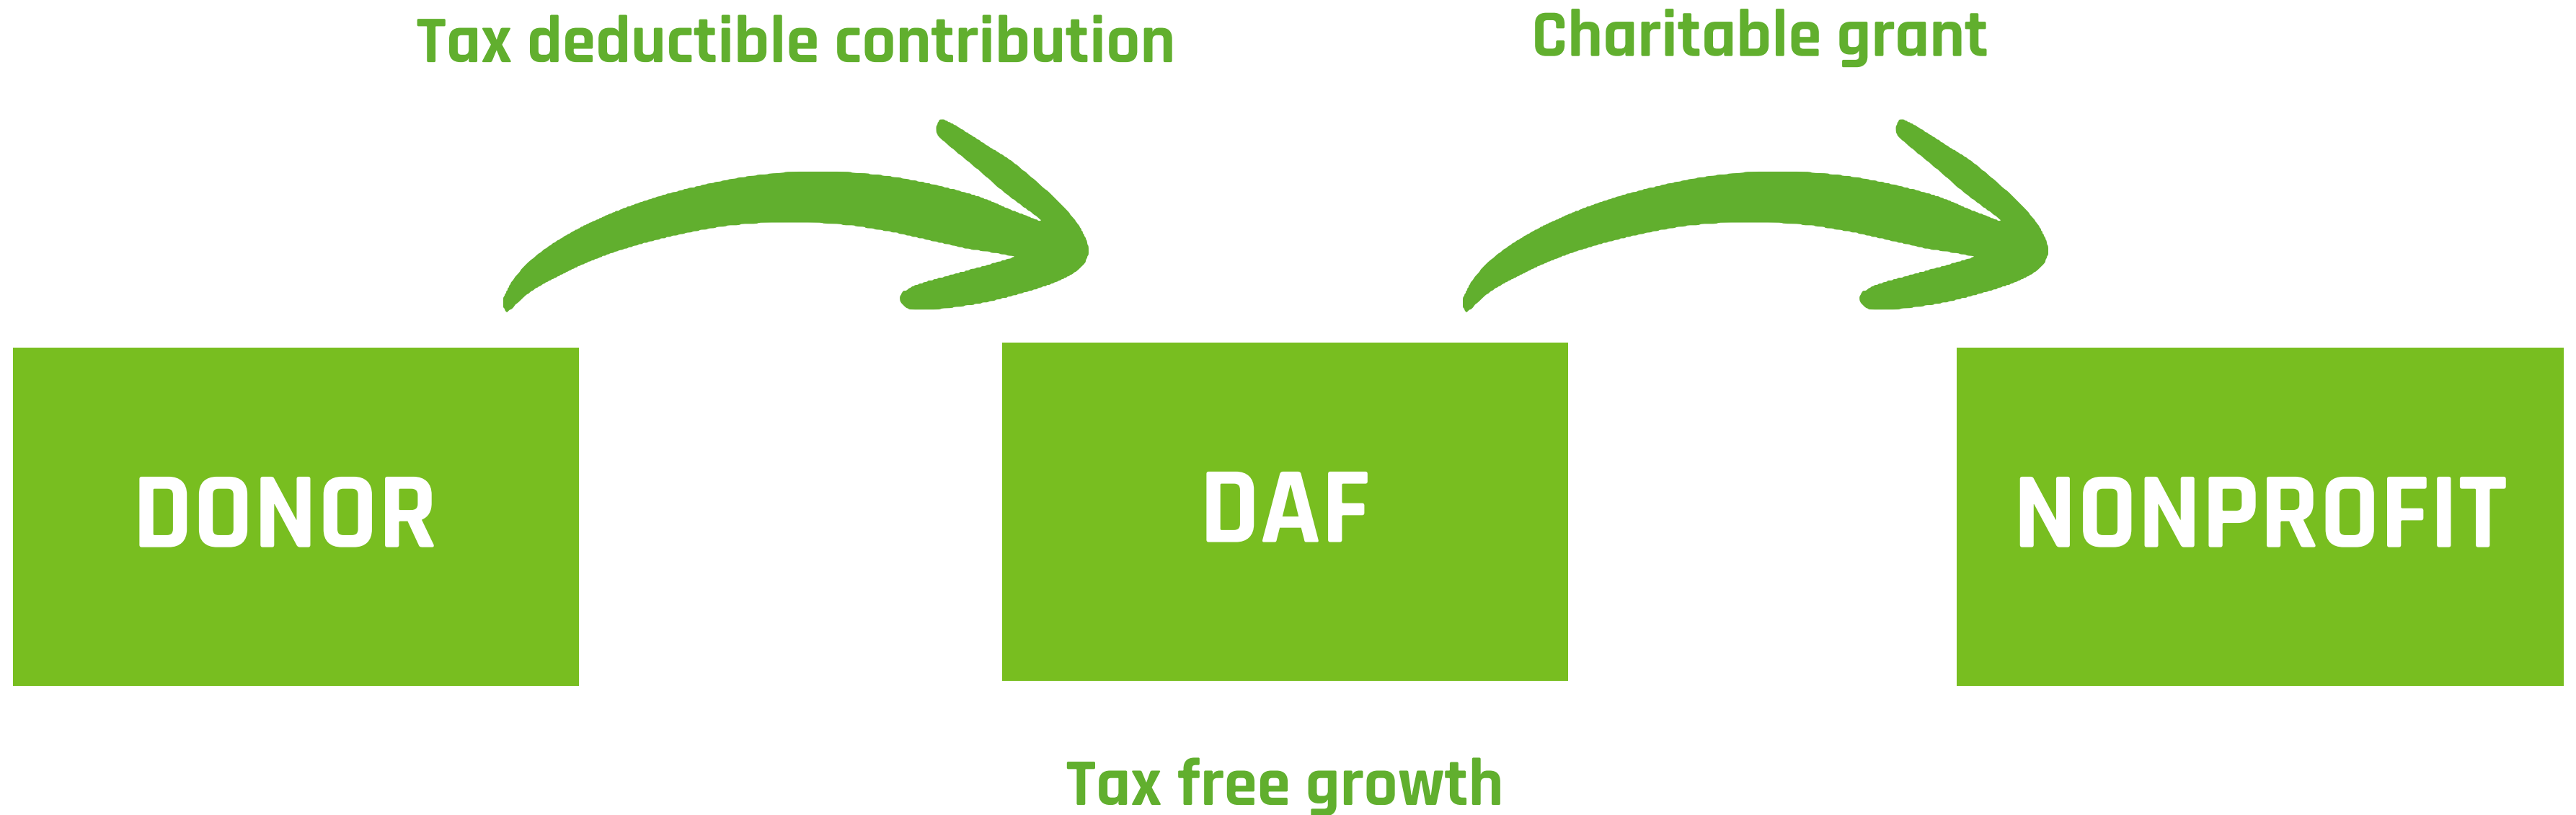 Tax deductible contribution
Charitable grant
DONOR
DAF
NONPROFIT
Tax free growth